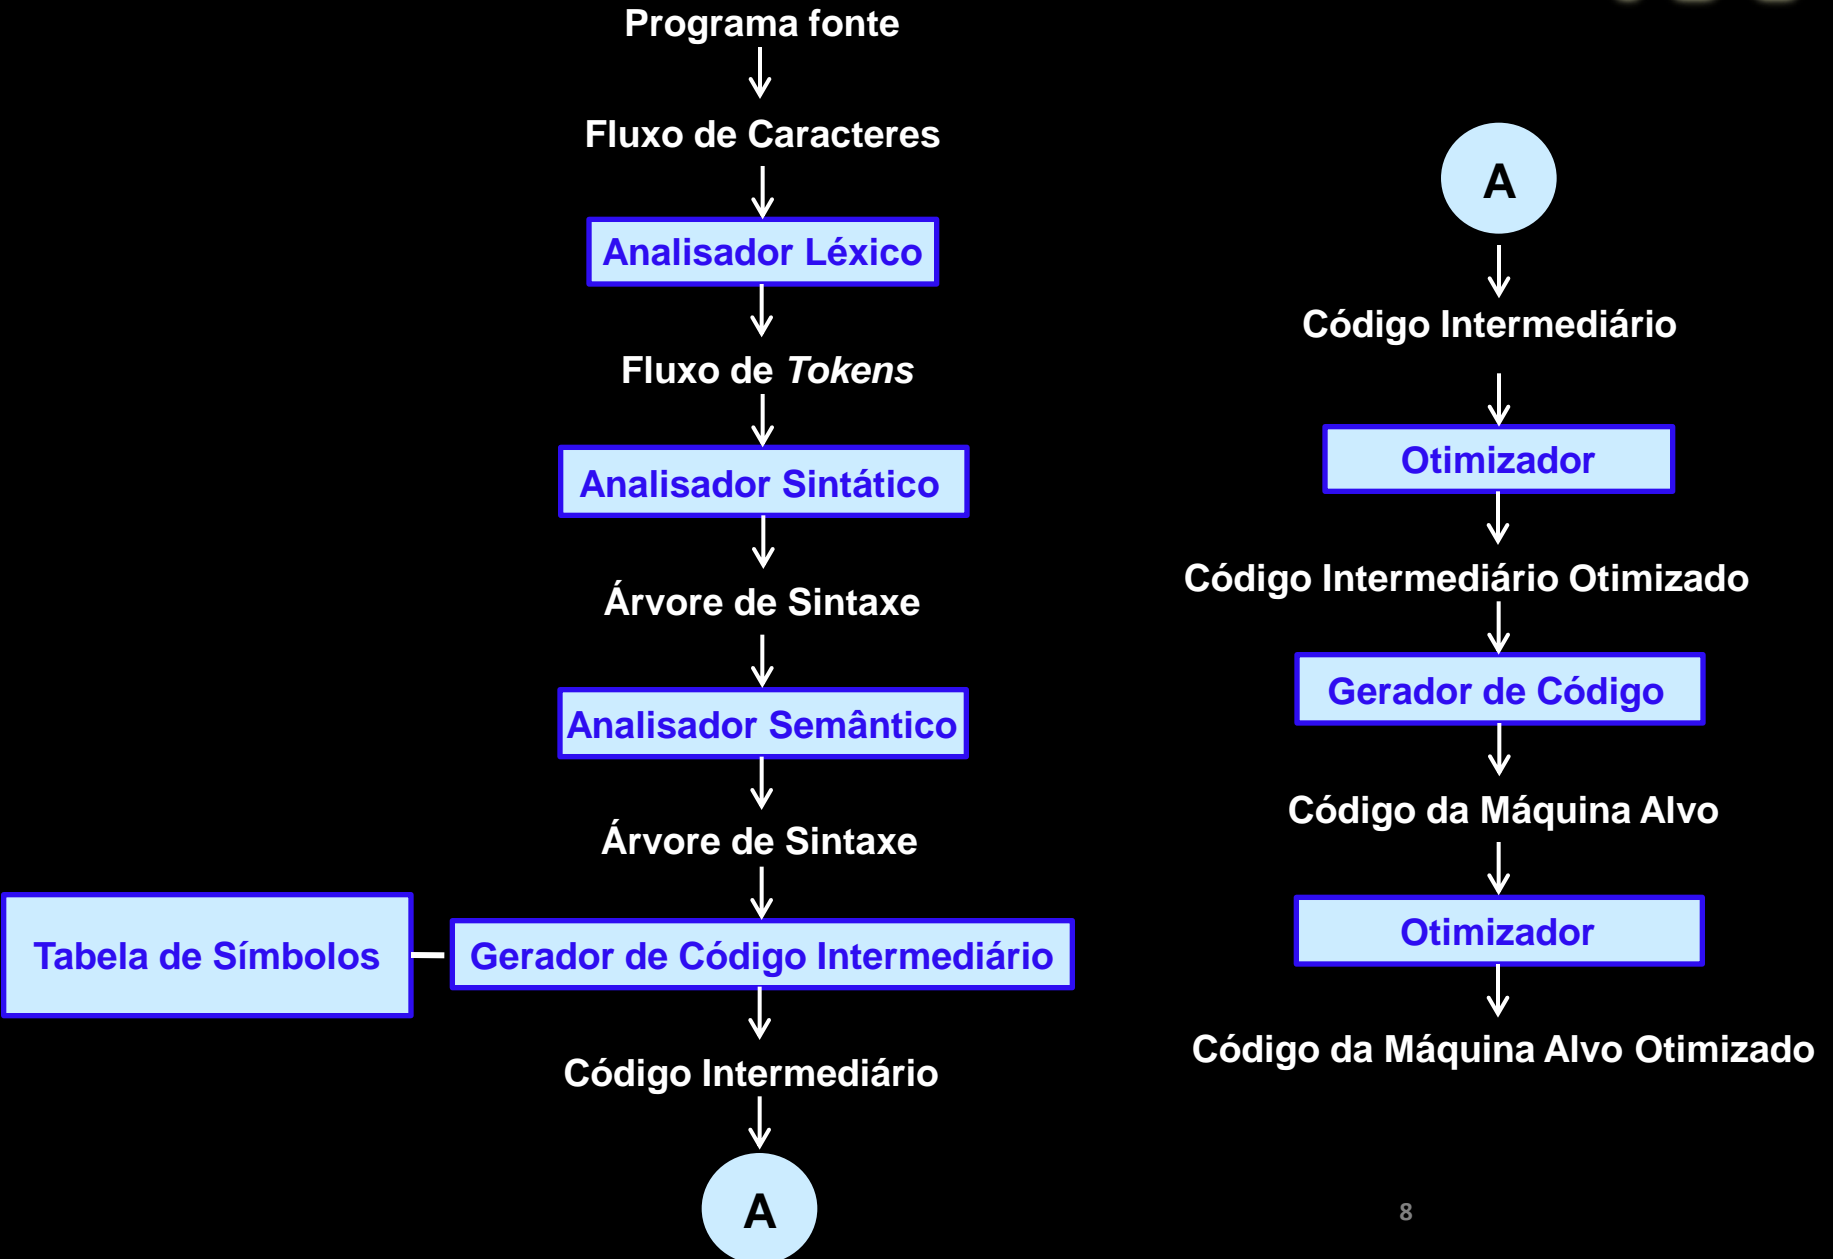 Programa fonte
Fluxo de Caracteres
Analisador Léxico
Fluxo de Tokens
Analisador Sintático
Árvore de Sintaxe
Analisador Semântico
Árvore de Sintaxe
Tabela de Símbolos
Gerador de Código Intermediário
Código Intermediário
A
A
Código Intermediário
Otimizador
Código Intermediário Otimizado
Gerador de Código
Código da Máquina Alvo
Otimizador
Código da Máquina Alvo Otimizado
8